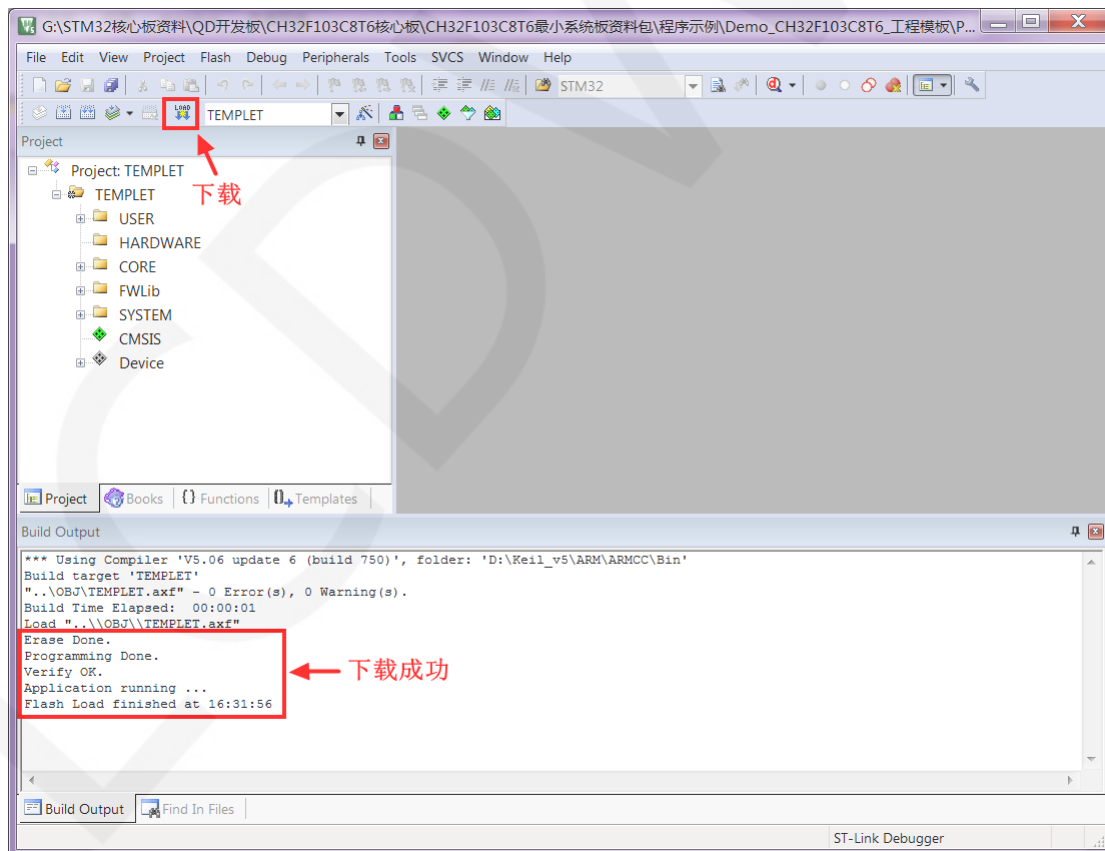 G:\STM32核心板资料\QD开发板\CH32F103C8T6核心板\CH32F103C8T6最小系统板资料包\程序示例\Demo_CH32F103C8T6_工程模板\P...
File Edit View Project Flash Debug Peripherals Tools SVCS Window Help
STM32
LOAD TEMPLET
Project
下载
Project: TEMPLET
TEMPLET
USER
HARDWARE
CORE
FWLib
SYSTEM
CMSIS
Device
Project Books {} Functions Templates
Build Output
*** Using Compiler 'V5.06 update 6 (build 750)', folder: 'D:\Keil_v5\ARM\ARMCC\Bin'
Build target 'TEMPLET'
"..\OBJ\TEMPLET.axf" - 0 Error(s), 0 Warning(s).
Build Time Elapsed:  00:00:01
Load "..\\OBJ\\TEMPLET.axf"
Erase Done.
Programming Done.
Verify OK.
Application running ...
Flash Load finished at 16:31:56
下载成功
Build Output Find In Files
ST-Link Debugger